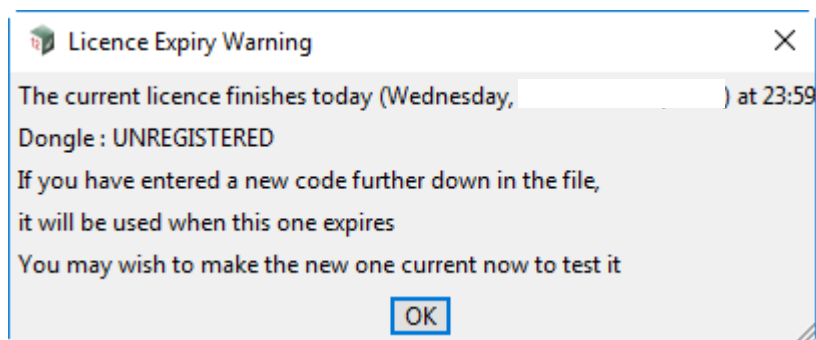 Licence Expiry Warning
The current licence finishes today (Wednesday, ) at 23:59
Dongle : UNREGISTERED
If you have entered a new code further down in the file,
it will be used when this one expires
You may wish to make the new one current now to test it
OK